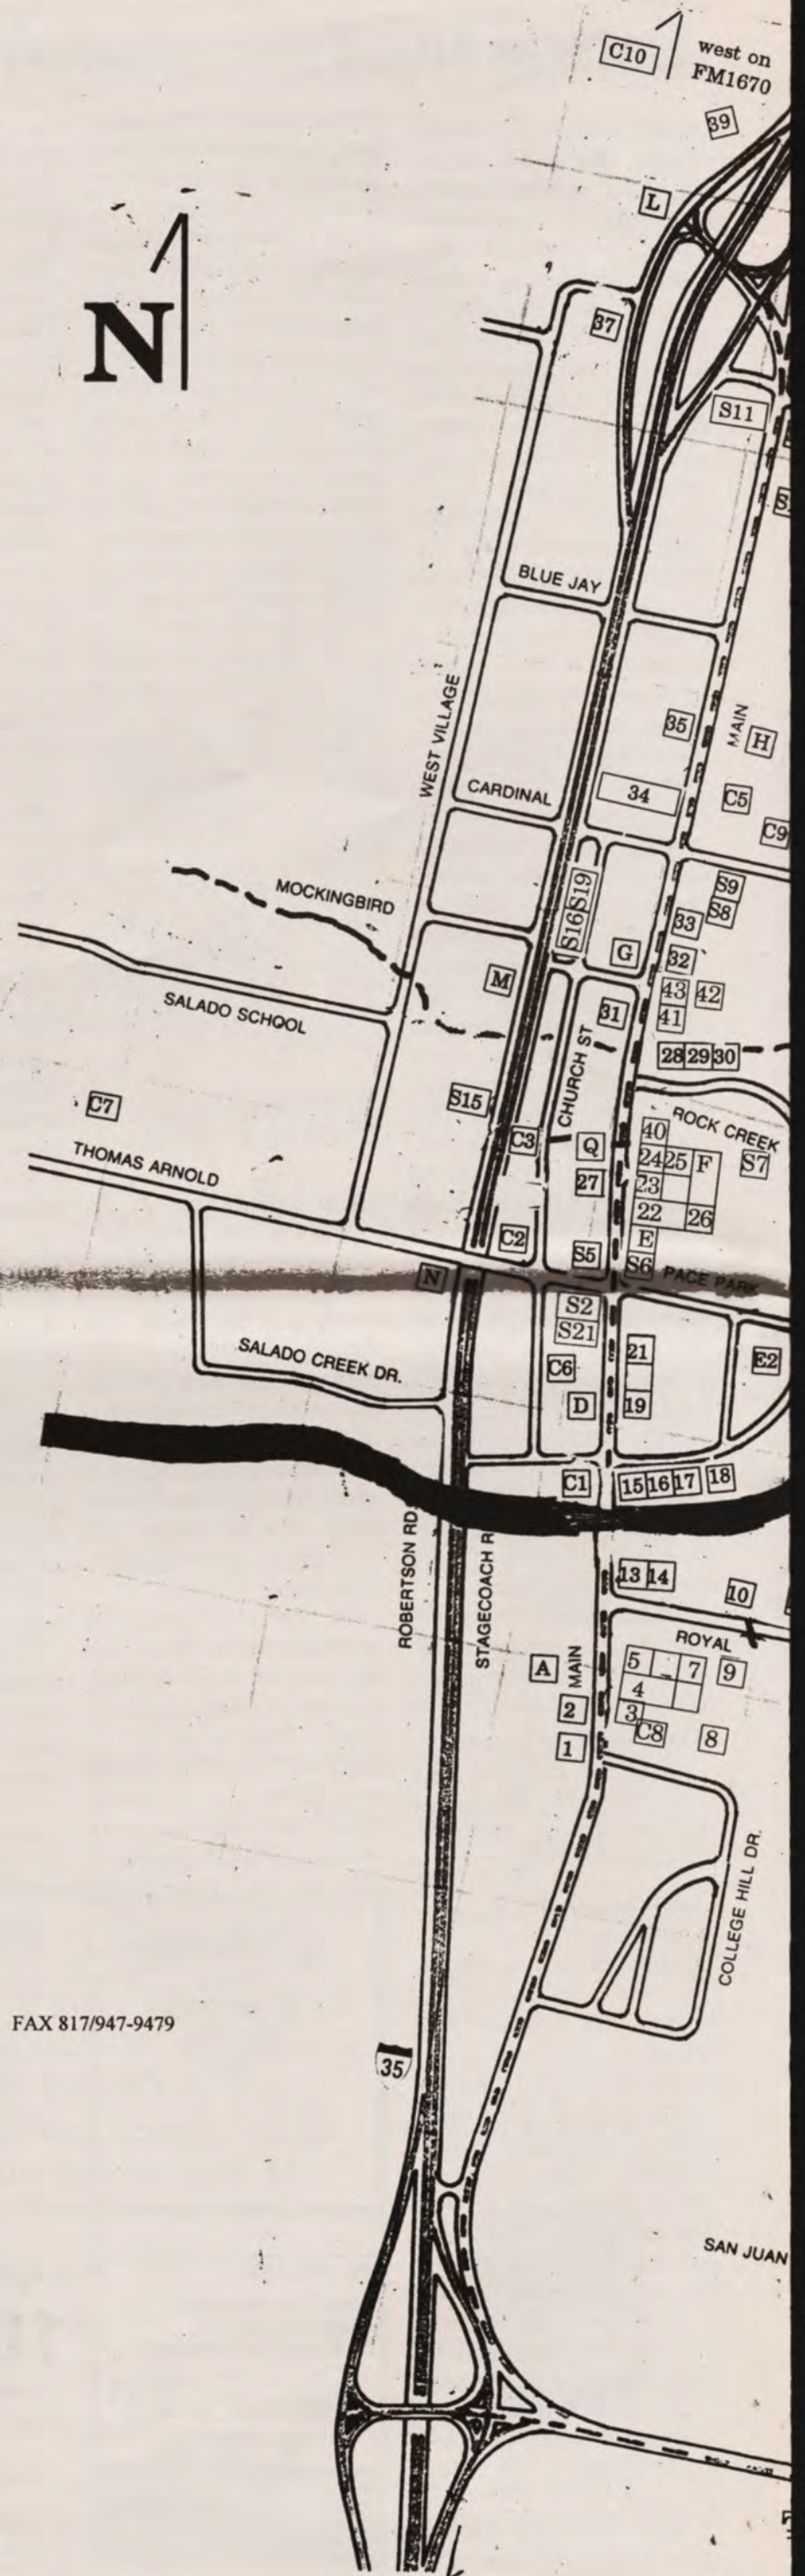 C10
west on
FM1670
39
L
N
37
S11
BLUE JAY
WEST VILLAGE
35
MAIN
H
CARDINAL
34
C5
C9
MOCKINGBIRD
S16 S19
S9
S8
33
G
32
M
43 42
41
31
SALADO SCHOOL
28 29 30
CHURCH ST
S15
C7
ROCK CREEK
C3
Q
40
24 25 F
S7
THOMAS ARNOLD
27
23
22 26
C2
E
S5
S6
PACE PARK
N
S2
S21
SALADO CREEK DR.
21
E2
C6
D
19
C1
15 16 17 18
ROBERTSON RD.
STAGECOACH R
13 14
10
ROYAL
A
MAIN
5 7 9
4
2
3
C8
8
1
COLLEGE HILL DR.
FAX 817/947-9479
35
SAN JUAN